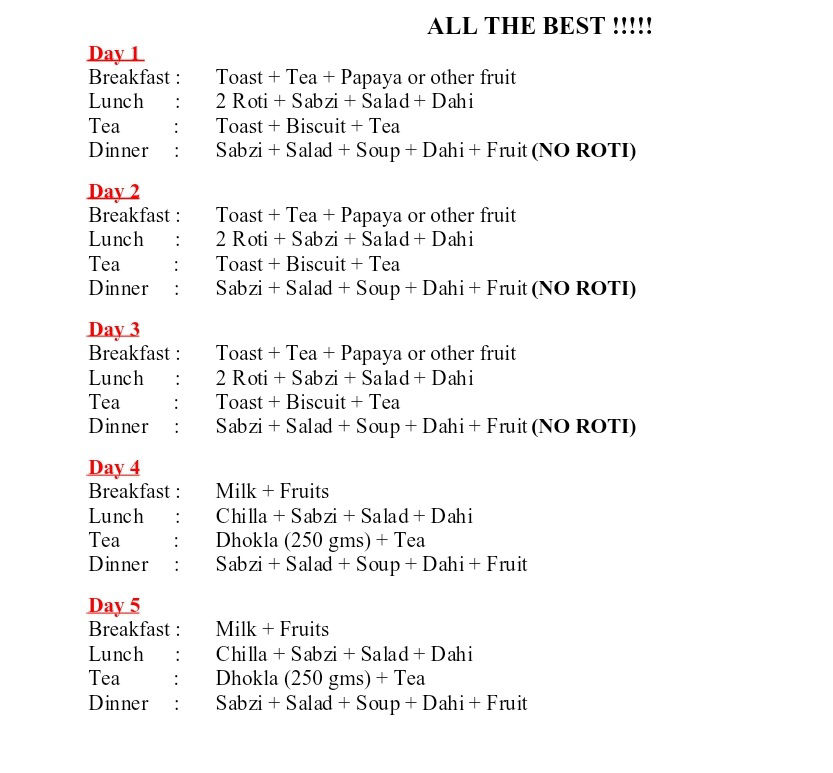 ALL THE BEST !!!!!
Day 1
Breakfast : Toast + Tea + Papaya or other fruit
Lunch : 2 Roti + Sabzi + Salad + Dahi
Tea : Toast + Biscuit + Tea
Dinner : Sabzi + Salad + Soup + Dahi + Fruit (NO ROTI)
Day 2
Breakfast : Toast + Tea + Papaya or other fruit
Lunch : 2 Roti + Sabzi + Salad + Dahi
Tea : Toast + Biscuit + Tea
Dinner : Sabzi + Salad + Soup + Dahi + Fruit (NO ROTI)
Day 3
Breakfast : Toast + Tea + Papaya or other fruit
Lunch : 2 Roti + Sabzi + Salad + Dahi
Tea : Toast + Biscuit + Tea
Dinner : Sabzi + Salad + Soup + Dahi + Fruit (NO ROTI)
Day 4
Breakfast : Milk + Fruits
Lunch : Chilla + Sabzi + Salad + Dahi
Tea : Dhokla (250 gms) + Tea
Dinner : Sabzi + Salad + Soup + Dahi + Fruit
Day 5
Breakfast : Milk + Fruits
Lunch : Chilla + Sabzi + Salad + Dahi
Tea : Dhokla (250 gms) + Tea
Dinner : Sabzi + Salad + Soup + Dahi + Fruit